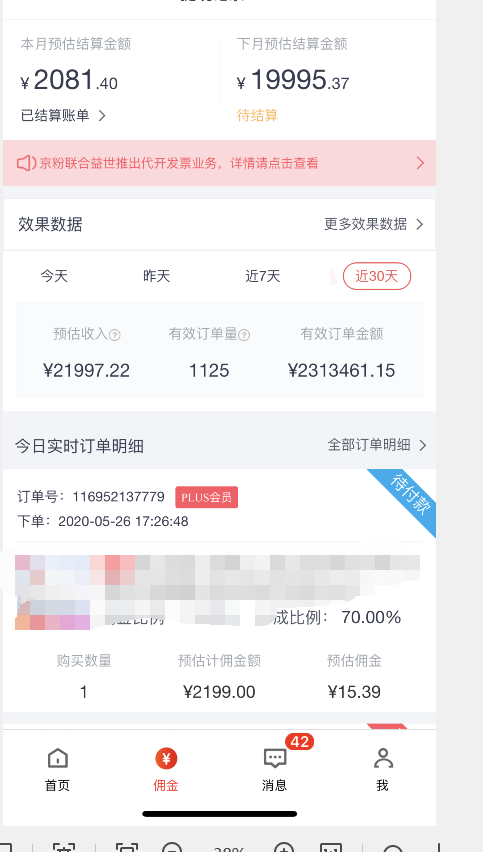 本月预估结算金额 下月预估结算金额
¥2081.40 ¥19995.37
已结算账单 > 待结算
京粉联合益世推出代开发票业务，详情请点击查看 >
效果数据 更多效果数据 >
今天 昨天 近7天 近30天
预估收入? 有效订单量? 有效订单金额
¥21997.22 1125 ¥2313461.15
今日实时订单明细 全部订单明细 >
待付款
订单号：116952137779 PLUS会员
下单：2020-05-26 17:26:48
比例 成比例： 70.00%
购买数量 预估计佣金额 预估佣金
1 ¥2199.00 ¥15.39
42
首页 佣金 消息 我